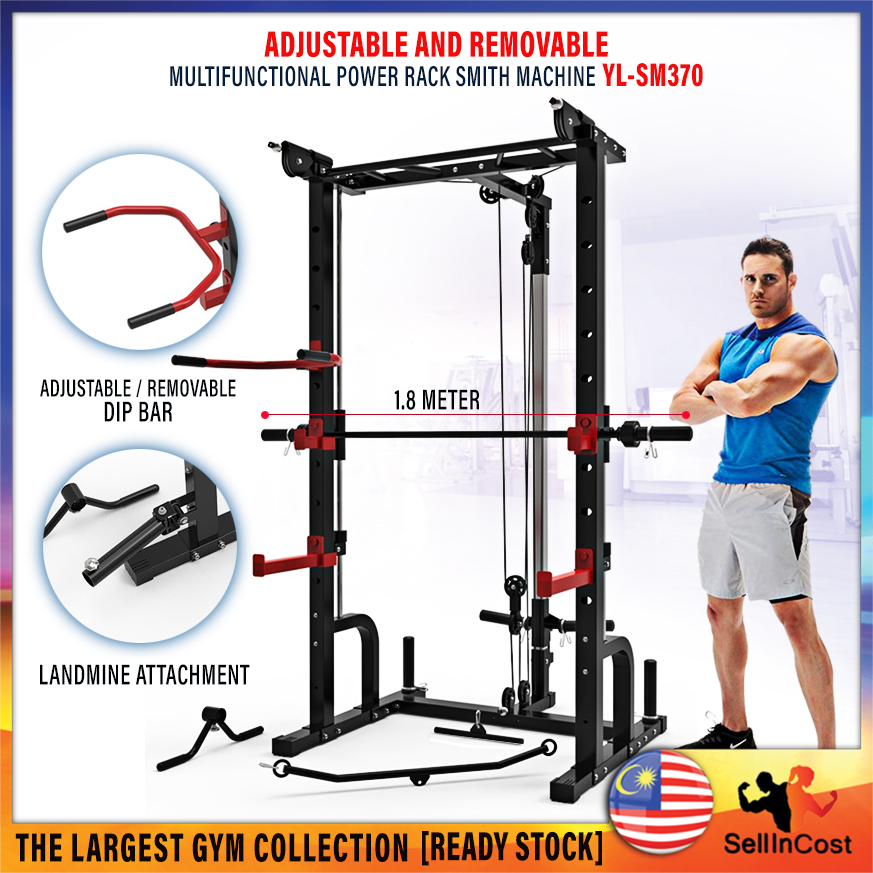 ADJUSTABLE AND REMOVABLE
MULTIFUNCTIONAL POWER RACK SMITH MACHINE YL-SM370
ADJUSTABLE / REMOVABLE
DIP BAR
1.8 METER
LANDMINE ATTACHMENT
THE LARGEST GYM COLLECTION [READY STOCK]
SellInCost